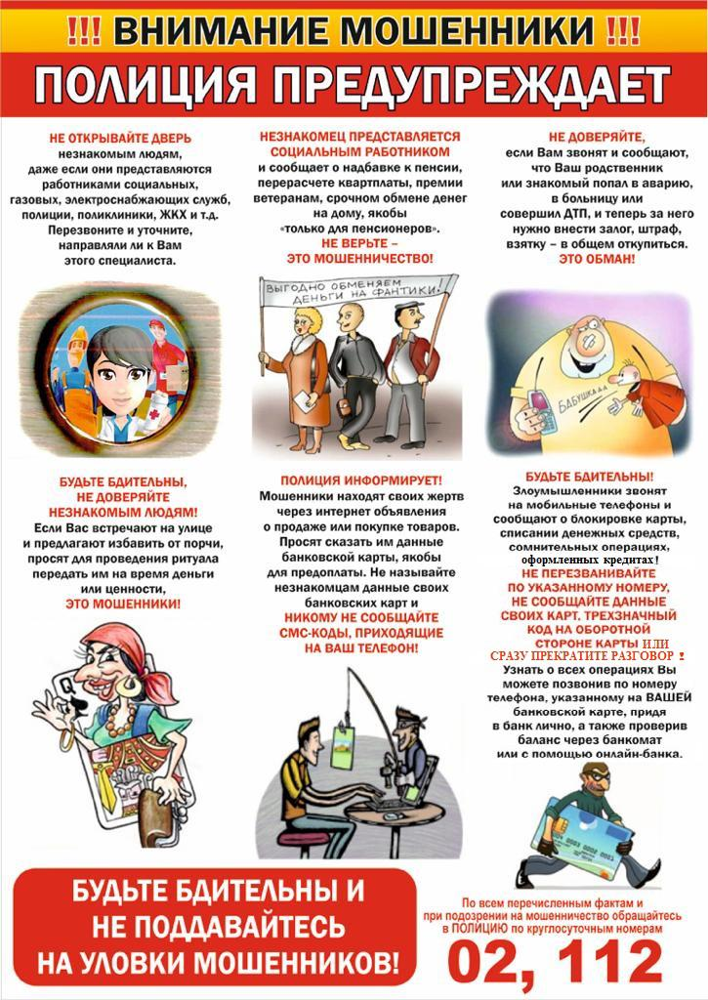 !!! ВНИМАНИЕ МОШЕННИКИ !!!
ПОЛИЦИЯ ПРЕДУПРЕЖДАЕТ
НЕ ОТКРЫВАЙТЕ ДВЕРЬ
незнакомым людям,
даже если они представляются
работниками социальных,
газовых, электроснабжающих служб,
полиции, поликлиники, ЖКХ и т.д.
Перезвоните и уточните,
направляли ли к Вам
этого специалиста.
НЕЗНАКОМЕЦ ПРЕДСТАВЛЯЕТСЯ
СОЦИАЛЬНЫМ РАБОТНИКОМ
и сообщает о надбавке к пенсии,
перерасчете квартплаты, премии
ветеранам, срочном обмене денег
на дому, якобы
«только для пенсионеров».
НЕ ВЕРЬТЕ –
ЭТО МОШЕННИЧЕСТВО!
НЕ ДОВЕРЯЙТЕ,
если Вам звонят и сообщают,
что Ваш родственник
или знакомый попал в аварию,
в больницу или
совершил ДТП, и теперь за него
нужно внести залог, штраф,
взятку – в общем откупиться.
ЭТО ОБМАН!
ВЫГОДНО ОБМЕНЯЕМ
ДЕНЬГИ НА ФАНТИКИ!
БАБУШКААА
БУДЬТЕ БДИТЕЛЬНЫ,
НЕ ДОВЕРЯЙТЕ
НЕЗНАКОМЫМ ЛЮДЯМ!
Если Вас встречают на улице
и предлагают избавить от порчи,
просят для проведения ритуала
передать им на время деньги
или ценности,
ЭТО МОШЕННИКИ!
ПОЛИЦИЯ ИНФОРМИРУЕТ!
Мошенники находят своих жертв
через интернет объявления
о продаже или покупке товаров.
Просят сказать им данные
банковской карты, якобы
для предоплаты. Не называйте
незнакомцам данные своих
банковских карт и
НИКОМУ НЕ СООБЩАЙТЕ
СМС-КОДЫ, ПРИХОДЯЩИЕ
НА ВАШ ТЕЛЕФОН!
БУДЬТЕ БДИТЕЛЬНЫ!
Злоумышленники звонят
на мобильные телефоны и
сообщают о блокировке карты,
списании денежных средств,
сомнительных операциях,
оформленных кредитах!
НЕ ПЕРЕЗВАНИВАЙТЕ
ПО УКАЗАННОМУ НОМЕРУ,
НЕ СООБЩАЙТЕ ДАННЫЕ
СВОИХ КАРТ, ТРЕХЗНАЧНЫЙ
КОД НА ОБОРОТНОЙ
СТОРОНЕ КАРТЫ ИЛИ
СРАЗУ ПРЕКРАТИТЕ РАЗГОВОР !
Узнать о всех операциях Вы
можете позвонив по номеру
телефона, указанному на ВАШЕЙ
банковской карте, придя
в банк лично, а также проверив
баланс через банкомат
или с помощью онлайн-банка.
Q
БУДЬТЕ БДИТЕЛЬНЫ И
НЕ ПОДДАВАЙТЕСЬ
НА УЛОВКИ МОШЕННИКОВ!
По всем перечисленным фактам и
при подозрении на мошенничество обращайтесь
в ПОЛИЦИЮ по круглосуточным номерам
02, 112